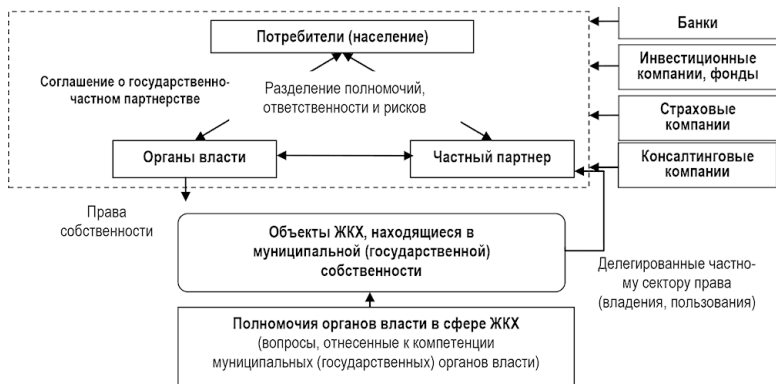 Потребители (население)
Соглашение о государственно-
частном партнерстве
Разделение полномочий,
ответственности и рисков
Органы власти
Частный партнер
Банки
Инвестиционные
компании, фонды
Страховые
компании
Консалтинговые
компании
Права
собственности
Объекты ЖКХ, находящиеся в
муниципальной (государственной)
собственности
Делегированные частно-
му сектору права
(владения, пользования)
Полномочия органов власти в сфере ЖКХ
(вопросы, отнесенные к компетенции
муниципальных (государственных) органов власти)